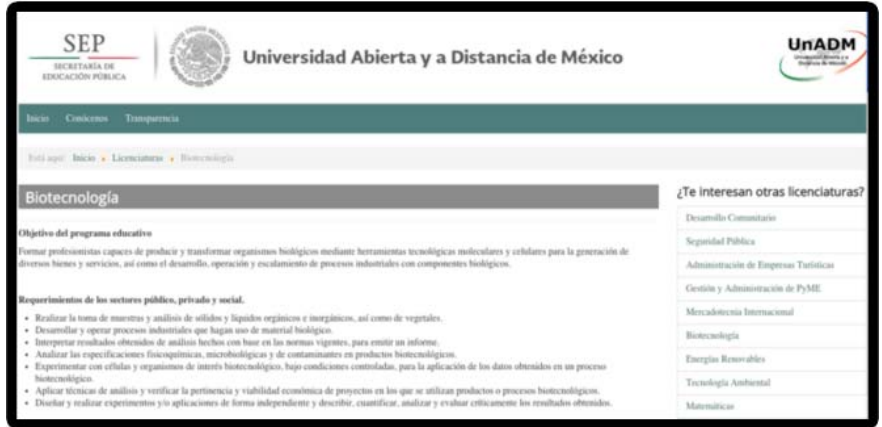 SEP
SECRETARÍA DE
EDUCACIÓN PÚBLICA
Universidad Abierta y a Distancia de México
UnADM
Inicio Conócenos Transparencia
Está aquí: Inicio Licenciaturas Biotecnología
Biotecnología
Objetivo del programa educativo
Formar profesionistas capaces de producir y transformar organismos biológicos mediante herramientas tecnológicas moleculares y celulares para la generación de
diversos bienes y servicios, así como el desarrollo, operación y escalamiento de procesos industriales con componentes biológicos.
Requerimientos de los sectores público, privado y social.
Realizar la toma de muestras y análisis de sólidos y líquidos orgánicos e inorgánicos, así como de vegetales.
Desarrollar y operar procesos industriales que hagan uso de material biológico.
Interpretar resultados obtenidos de análisis hechos con base en las normas vigentes, para emitir un informe.
Analizar las especificaciones fisicoquímicas, microbiológicas y de contaminantes en productos biotecnológicos.
Experimentar con células y organismos de interés biotecnológico, bajo condiciones controladas, para la aplicación de los datos obtenidos en un proceso
biotecnológico.
Aplicar técnicas de análisis y verificar la pertinencia y viabilidad económica de proyectos en los que se utilizan productos o procesos biotecnológicos.
Diseñar y realizar experimentos y/o aplicaciones de forma independiente y describir, cuantificar, analizar y evaluar críticamente los resultados obtenidos.
¿Te interesan otras licenciaturas?
Desarrollo Comunitario
Seguridad Pública
Administración de Empresas Turísticas
Gestión y Administración de PyME
Mercadotecnia Internacional
Biotecnología
Energías Renovables
Tecnología Ambiental
Matemáticas